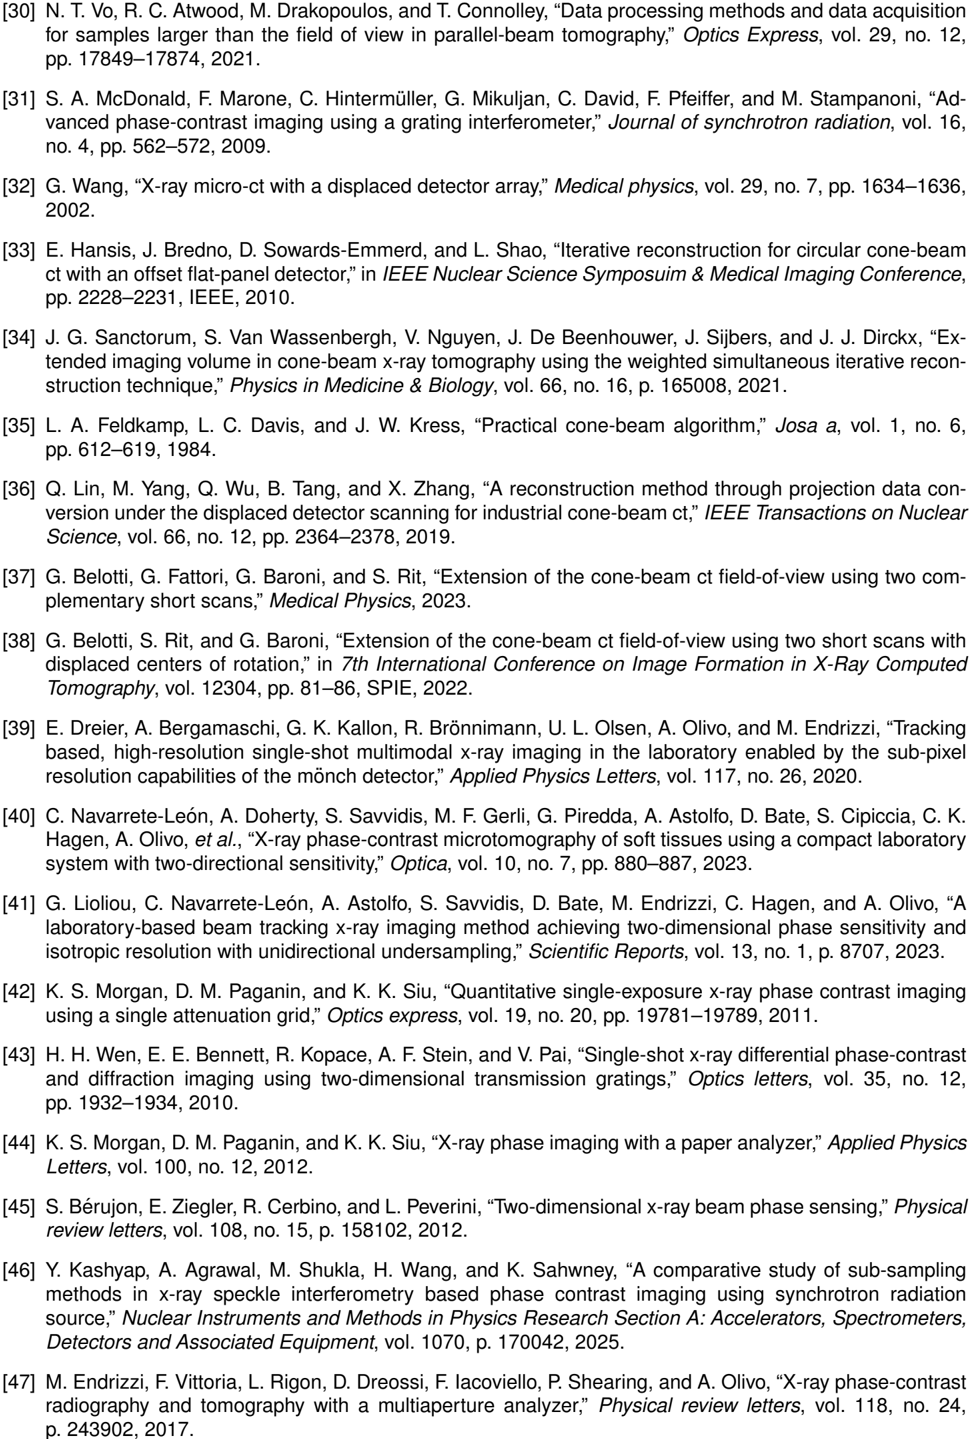 [30] N. T. Vo, R. C. Atwood, M. Drakopoulos, and T. Connolley, “Data processing methods and data acquisition
for samples larger than the field of view in parallel-beam tomography,” Optics Express, vol. 29, no. 12,
pp. 17849–17874, 2021.
[31] S. A. McDonald, F. Marone, C. Hintermüller, G. Mikuljan, C. David, F. Pfeiffer, and M. Stampanoni, “Ad-
vanced phase-contrast imaging using a grating interferometer,” Journal of synchrotron radiation, vol. 16,
no. 4, pp. 562–572, 2009.
[32] G. Wang, “X-ray micro-ct with a displaced detector array,” Medical physics, vol. 29, no. 7, pp. 1634–1636,
2002.
[33] E. Hansis, J. Bredno, D. Sowards-Emmerd, and L. Shao, “Iterative reconstruction for circular cone-beam
ct with an offset flat-panel detector,” in IEEE Nuclear Science Symposuim & Medical Imaging Conference,
pp. 2228–2231, IEEE, 2010.
[34] J. G. Sanctorum, S. Van Wassenbergh, V. Nguyen, J. De Beenhouwer, J. Sijbers, and J. J. Dirckx, “Ex-
tended imaging volume in cone-beam x-ray tomography using the weighted simultaneous iterative recon-
struction technique,” Physics in Medicine & Biology, vol. 66, no. 16, p. 165008, 2021.
[35] L. A. Feldkamp, L. C. Davis, and J. W. Kress, “Practical cone-beam algorithm,” Josa a, vol. 1, no. 6,
pp. 612–619, 1984.
[36] Q. Lin, M. Yang, Q. Wu, B. Tang, and X. Zhang, “A reconstruction method through projection data con-
version under the displaced detector scanning for industrial cone-beam ct,” IEEE Transactions on Nuclear
Science, vol. 66, no. 12, pp. 2364–2378, 2019.
[37] G. Belotti, G. Fattori, G. Baroni, and S. Rit, “Extension of the cone-beam ct field-of-view using two com-
plementary short scans,” Medical Physics, 2023.
[38] G. Belotti, S. Rit, and G. Baroni, “Extension of the cone-beam ct field-of-view using two short scans with
displaced centers of rotation,” in 7th International Conference on Image Formation in X-Ray Computed
Tomography, vol. 12304, pp. 81–86, SPIE, 2022.
[39] E. Dreier, A. Bergamaschi, G. K. Kallon, R. Brönnimann, U. L. Olsen, A. Olivo, and M. Endrizzi, “Tracking
based, high-resolution single-shot multimodal x-ray imaging in the laboratory enabled by the sub-pixel
resolution capabilities of the mönch detector,” Applied Physics Letters, vol. 117, no. 26, 2020.
[40] C. Navarrete-León, A. Doherty, S. Savvidis, M. F. Gerli, G. Piredda, A. Astolfo, D. Bate, S. Cipiccia, C. K.
Hagen, A. Olivo, et al., “X-ray phase-contrast microtomography of soft tissues using a compact laboratory
system with two-directional sensitivity,” Optica, vol. 10, no. 7, pp. 880–887, 2023.
[41] G. Lioliou, C. Navarrete-León, A. Astolfo, S. Savvidis, D. Bate, M. Endrizzi, C. Hagen, and A. Olivo, “A
laboratory-based beam tracking x-ray imaging method achieving two-dimensional phase sensitivity and
isotropic resolution with unidirectional undersampling,” Scientific Reports, vol. 13, no. 1, p. 8707, 2023.
[42] K. S. Morgan, D. M. Paganin, and K. K. Siu, “Quantitative single-exposure x-ray phase contrast imaging
using a single attenuation grid,” Optics express, vol. 19, no. 20, pp. 19781–19789, 2011.
[43] H. H. Wen, E. E. Bennett, R. Kopace, A. F. Stein, and V. Pai, “Single-shot x-ray differential phase-contrast
and diffraction imaging using two-dimensional transmission gratings,” Optics letters, vol. 35, no. 12,
pp. 1932–1934, 2010.
[44] K. S. Morgan, D. M. Paganin, and K. K. Siu, “X-ray phase imaging with a paper analyzer,” Applied Physics
Letters, vol. 100, no. 12, 2012.
[45] S. Bérujon, E. Ziegler, R. Cerbino, and L. Peverini, “Two-dimensional x-ray beam phase sensing,” Physical
review letters, vol. 108, no. 15, p. 158102, 2012.
[46] Y. Kashyap, A. Agrawal, M. Shukla, H. Wang, and K. Sahwney, “A comparative study of sub-sampling
methods in x-ray speckle interferometry based phase contrast imaging using synchrotron radiation
source,” Nuclear Instruments and Methods in Physics Research Section A: Accelerators, Spectrometers,
Detectors and Associated Equipment, vol. 1070, p. 170042, 2025.
[47] M. Endrizzi, F. Vittoria, L. Rigon, D. Dreossi, F. Iacoviello, P. Shearing, and A. Olivo, “X-ray phase-contrast
radiography and tomography with a multiaperture analyzer,” Physical review letters, vol. 118, no. 24,
p. 243902, 2017.